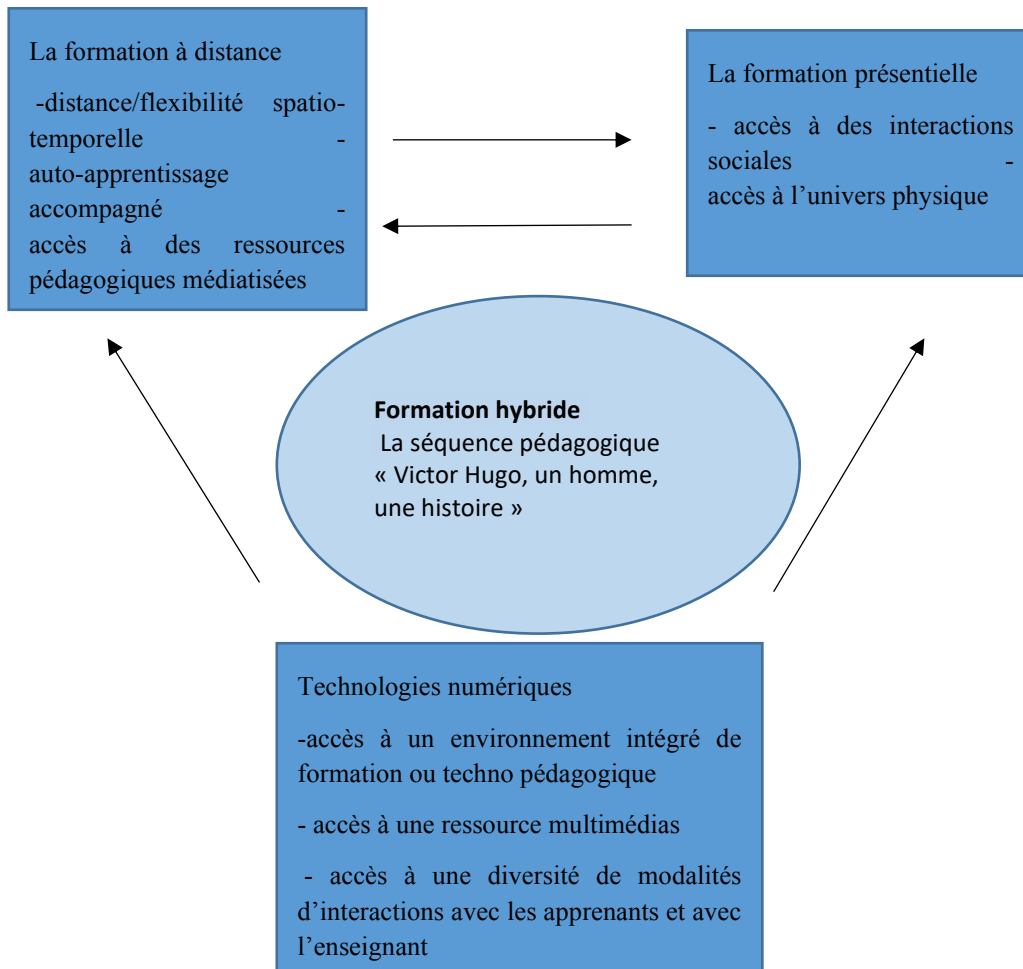 La formation à distance
-distance/flexibilité spatio-
temporelle -
auto-apprentissage
accompagné -
accès à des ressources
pédagogiques médiatisées
La formation présentielle
- accès à des interactions
sociales -
accès à l’univers physique
Formation hybride
La séquence pédagogique
« Victor Hugo, un homme,
une histoire »
Technologies numériques
-accès à un environnement intégré de
formation ou techno pédagogique
- accès à une ressource multimédias
- accès à une diversité de modalités
d’interactions avec les apprenants et avec
l’enseignant